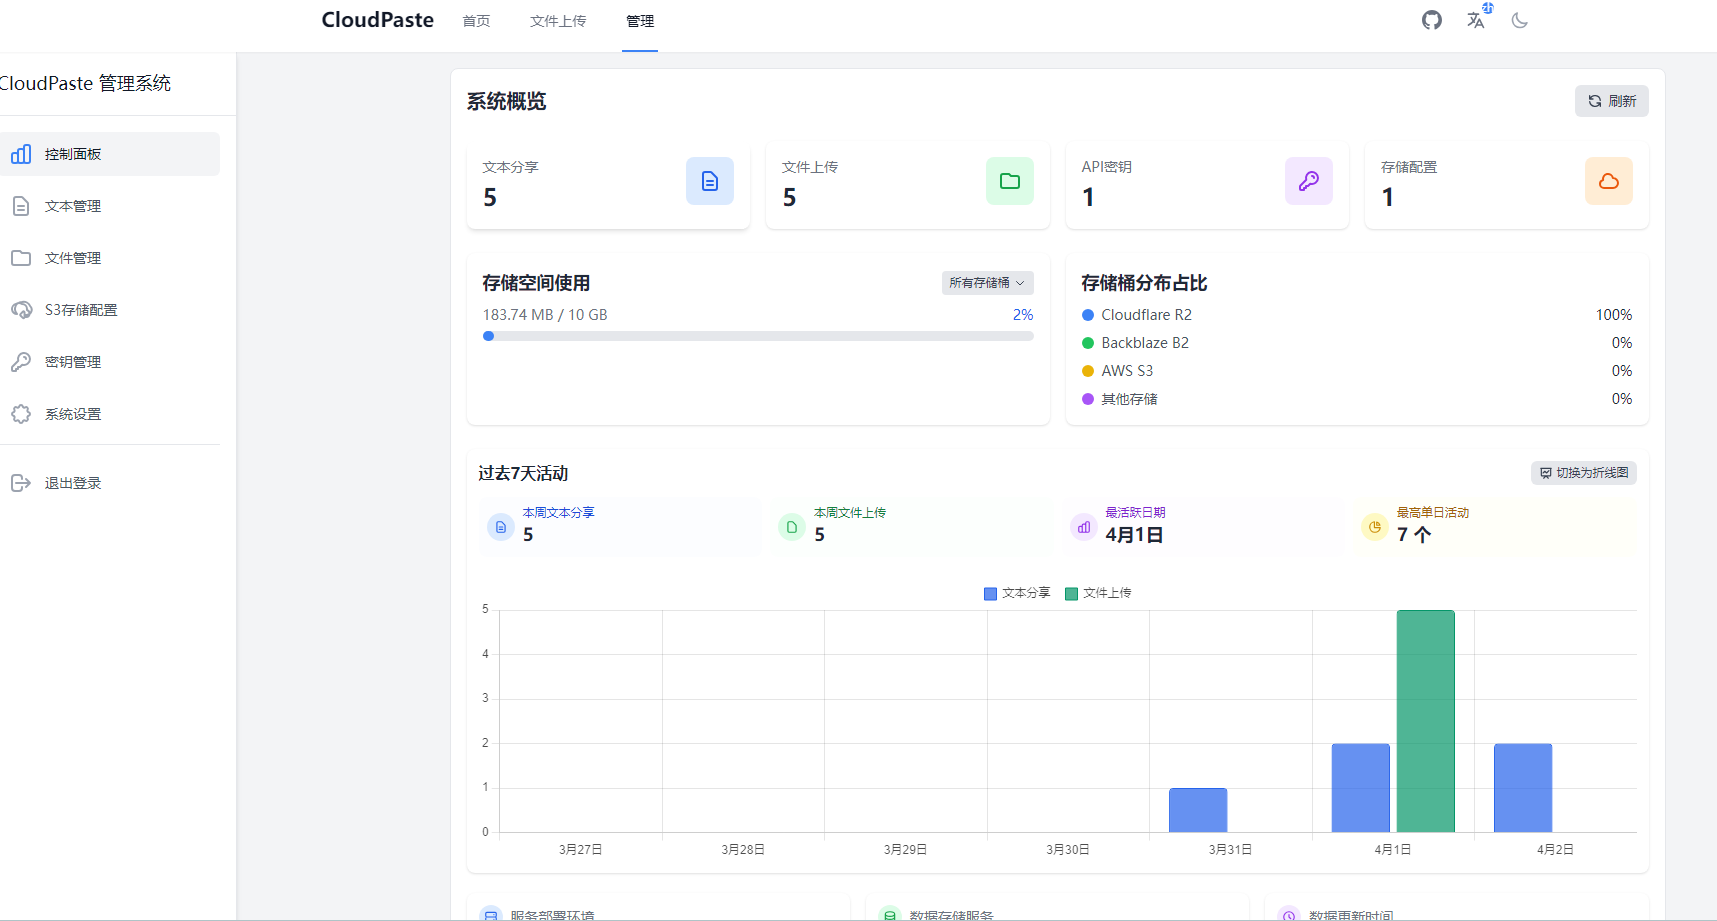 CloudPaste 首页 文件上传 管理 zh
CloudPaste 管理系统
控制面板
文本管理
文件管理
S3存储配置
密钥管理
系统设置
退出登录
系统概览 刷新
文本分享 文件上传 API密钥 存储配置
5 5 1 1
存储空间使用 所有存储桶
183.74 MB / 10 GB 2%
存储桶分布占比
Cloudflare R2 100%
Backblaze B2 0%
AWS S3 0%
其他存储 0%
过去7天活动 切换为折线图
本周文本分享 本周文件上传 最活跃日期 最高单日活动
5 5 4月1日 7 个
文本分享 文件上传
5
4
3
2
1
0
3月27日 3月28日 3月29日 3月30日 3月31日 4月1日 4月2日
服务部署环境 数据存储服务 数据更新时间